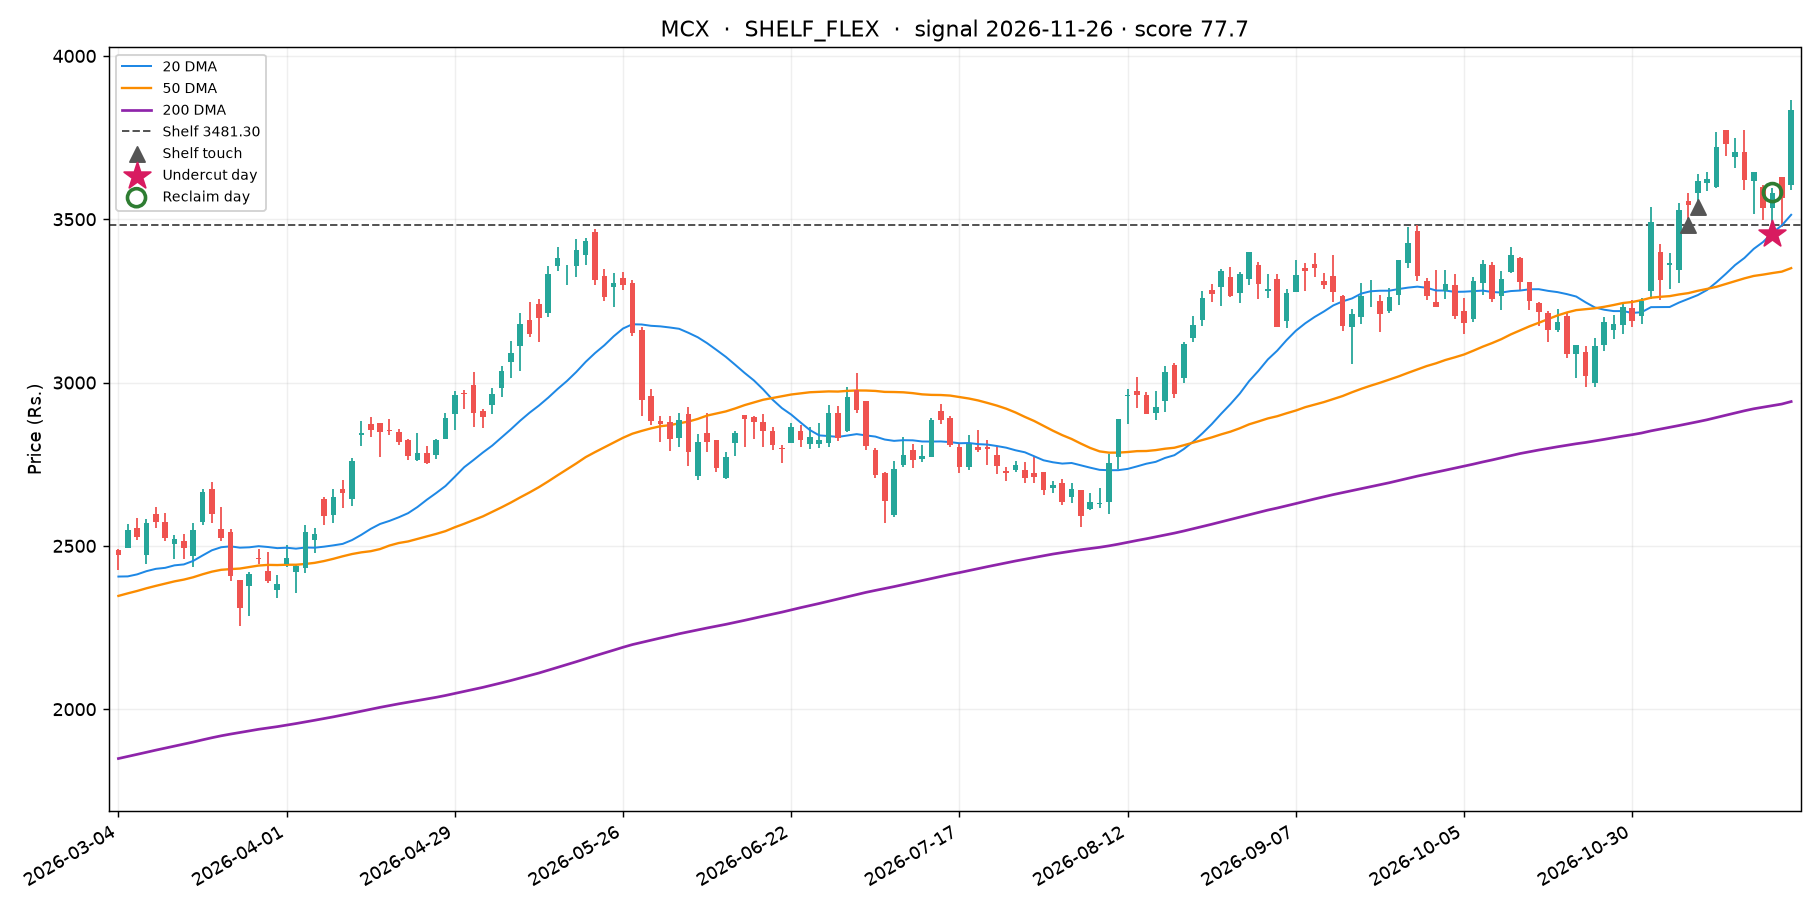 MCX · SHELF_FLEX · signal 2026-11-26 · score 77.7
20 DMA
50 DMA
200 DMA
Shelf 3481.30
Shelf touch
Undercut day
Reclaim day
Price (Rs.)
4000
3500
3000
2500
2000
2026-03-04
2026-04-01
2026-04-29
2026-05-26
2026-06-22
2026-07-17
2026-08-12
2026-09-07
2026-10-05
2026-10-30